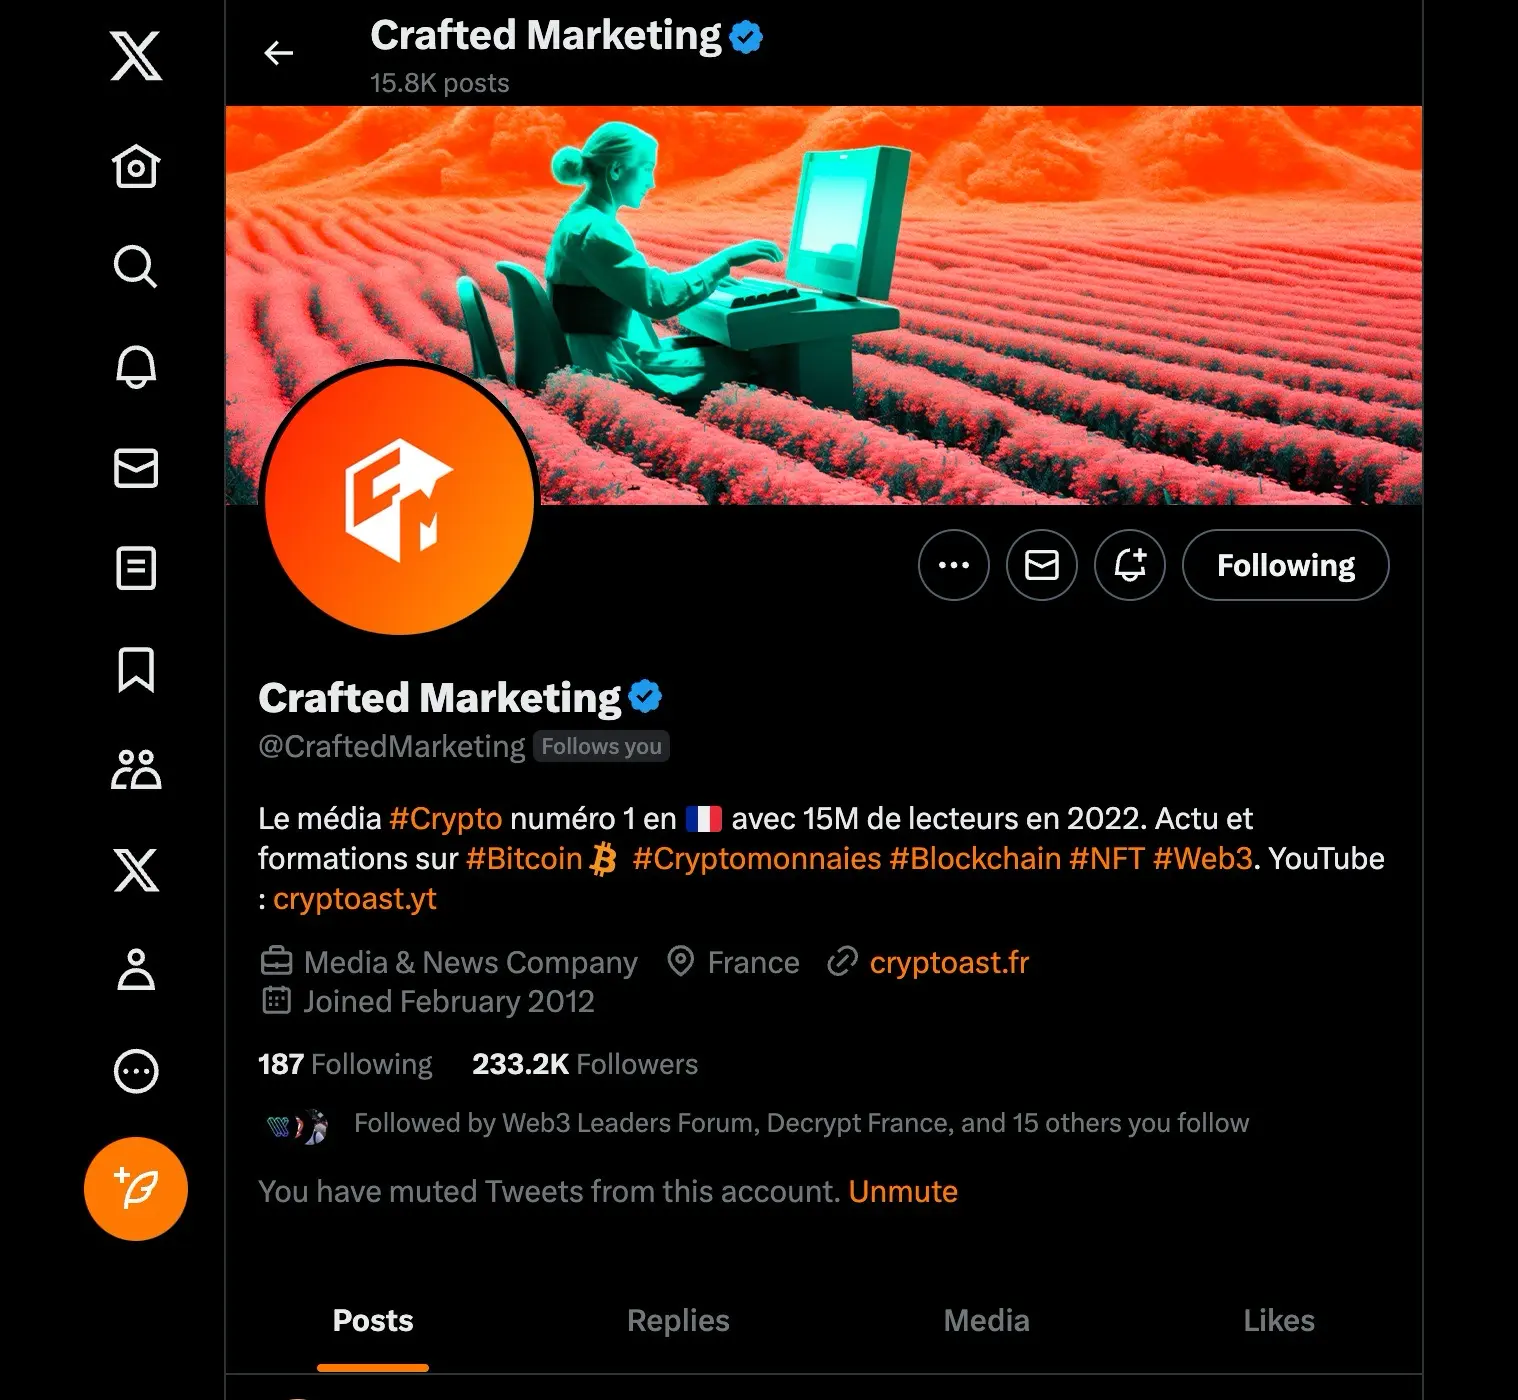 Crafted Marketing
15.8K posts
Following
Crafted Marketing
@CraftedMarketing Follows you
Le média #Crypto numéro 1 en 🇫🇷 avec 15M de lecteurs en 2022. Actu et
formations sur #Bitcoin #Cryptomonnaies #Blockchain #NFT #Web3. YouTube
: cryptoast.yt
Media & News Company France cryptoast.fr
Joined February 2012
187 Following 233.2K Followers
Followed by Web3 Leaders Forum, Decrypt France, and 15 others you follow
You have muted Tweets from this account. Unmute
Posts Replies Media Likes